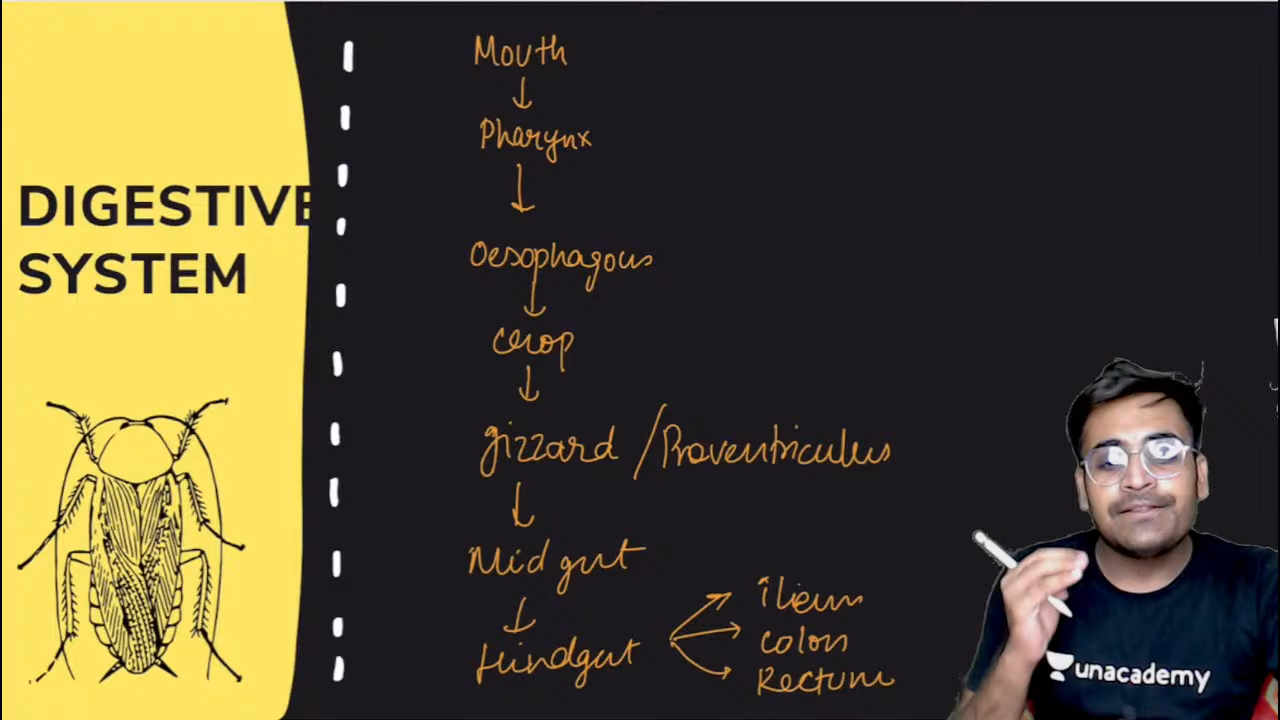 DIGESTIVE
SYSTEM
Mouth
Pharynx
Oesophagous
Crop
gizzard / Proventriculus
Midgut
Hindgut
ileum
colon
Rectum
unacademy